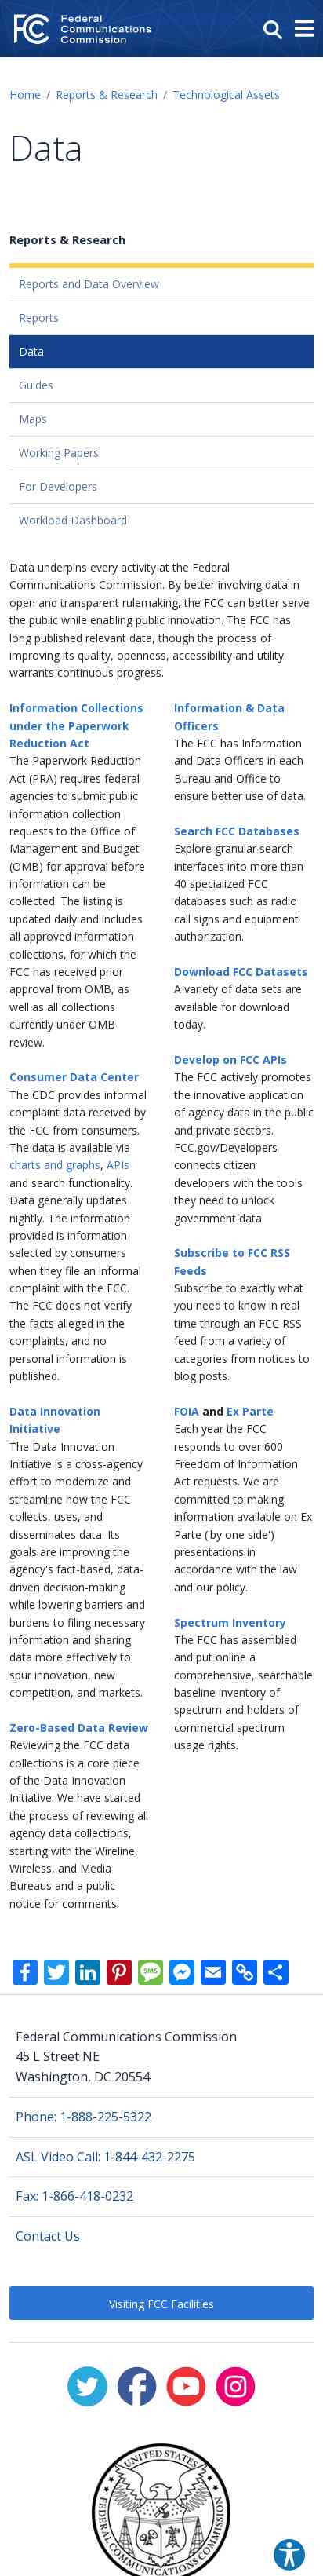 Federal
Communications
Commission
Home / Reports & Research / Technological Assets
Data
Reports & Research
Reports and Data Overview
Reports
Data
Guides
Maps
Working Papers
For Developers
Workload Dashboard
Data underpins every activity at the Federal
Communications Commission. By better involving data in
open and transparent rulemaking, the FCC can better serve
the public while enabling public innovation. The FCC has
long published relevant data, though the process of
improving its quality, openness, accessibility and utility
warrants continuous progress.
Information Collections
under the Paperwork
Reduction Act
The Paperwork Reduction
Act (PRA) requires federal
agencies to submit public
information collection
requests to the Office of
Management and Budget
(OMB) for approval before
information can be
collected. The listing is
updated daily and includes
all approved information
collections, for which the
FCC has received prior
approval from OMB, as
well as all collections
currently under OMB
review.
Consumer Data Center
The CDC provides informal
complaint data received by
the FCC from consumers.
The data is available via
charts and graphs, APIs
and search functionality.
Data generally updates
nightly. The information
provided is information
selected by consumers
when they file an informal
complaint with the FCC.
The FCC does not verify
the facts alleged in the
complaints, and no
personal information is
published.
Data Innovation
Initiative
The Data Innovation
Initiative is a cross-agency
effort to modernize and
streamline how the FCC
collects, uses, and
disseminates data. Its
goals are improving the
agency's fact-based, data-
driven decision-making
while lowering barriers and
burdens to filing necessary
information and sharing
data more effectively to
spur innovation, new
competition, and markets.
Zero-Based Data Review
Reviewing the FCC data
collections is a core piece
of the Data Innovation
Initiative. We have started
the process of reviewing all
agency data collections,
starting with the Wireline,
Wireless, and Media
Bureaus and a public
notice for comments.
Information & Data
Officers
The FCC has Information
and Data Officers in each
Bureau and Office to
ensure better use of data.
Search FCC Databases
Explore granular search
interfaces into more than
40 specialized FCC
databases such as radio
call signs and equipment
authorization.
Download FCC Datasets
A variety of data sets are
available for download
today.
Develop on FCC APIs
The FCC actively promotes
the innovative application
of agency data in the public
and private sectors.
FCC.gov/Developers
connects citizen
developers with the tools
they need to unlock
government data.
Subscribe to FCC RSS
Feeds
Subscribe to exactly what
you need to know in real
time through an FCC RSS
feed from a variety of
categories from notices to
blog posts.
FOIA and Ex Parte
Each year the FCC
responds to over 600
Freedom of Information
Act requests. We are
committed to making
information available on Ex
Parte ('by one side')
presentations in
accordance with the law
and our policy.
Spectrum Inventory
The FCC has assembled
and put online a
comprehensive, searchable
baseline inventory of
spectrum and holders of
commercial spectrum
usage rights.
SMS
Federal Communications Commission
45 L Street NE
Washington, DC 20554
Phone: 1-888-225-5322
ASL Video Call: 1-844-432-2275
Fax: 1-866-418-0232
Contact Us
Visiting FCC Facilities
UNITED STATES
FEDERAL COMMUNICATIONS COMMISSION